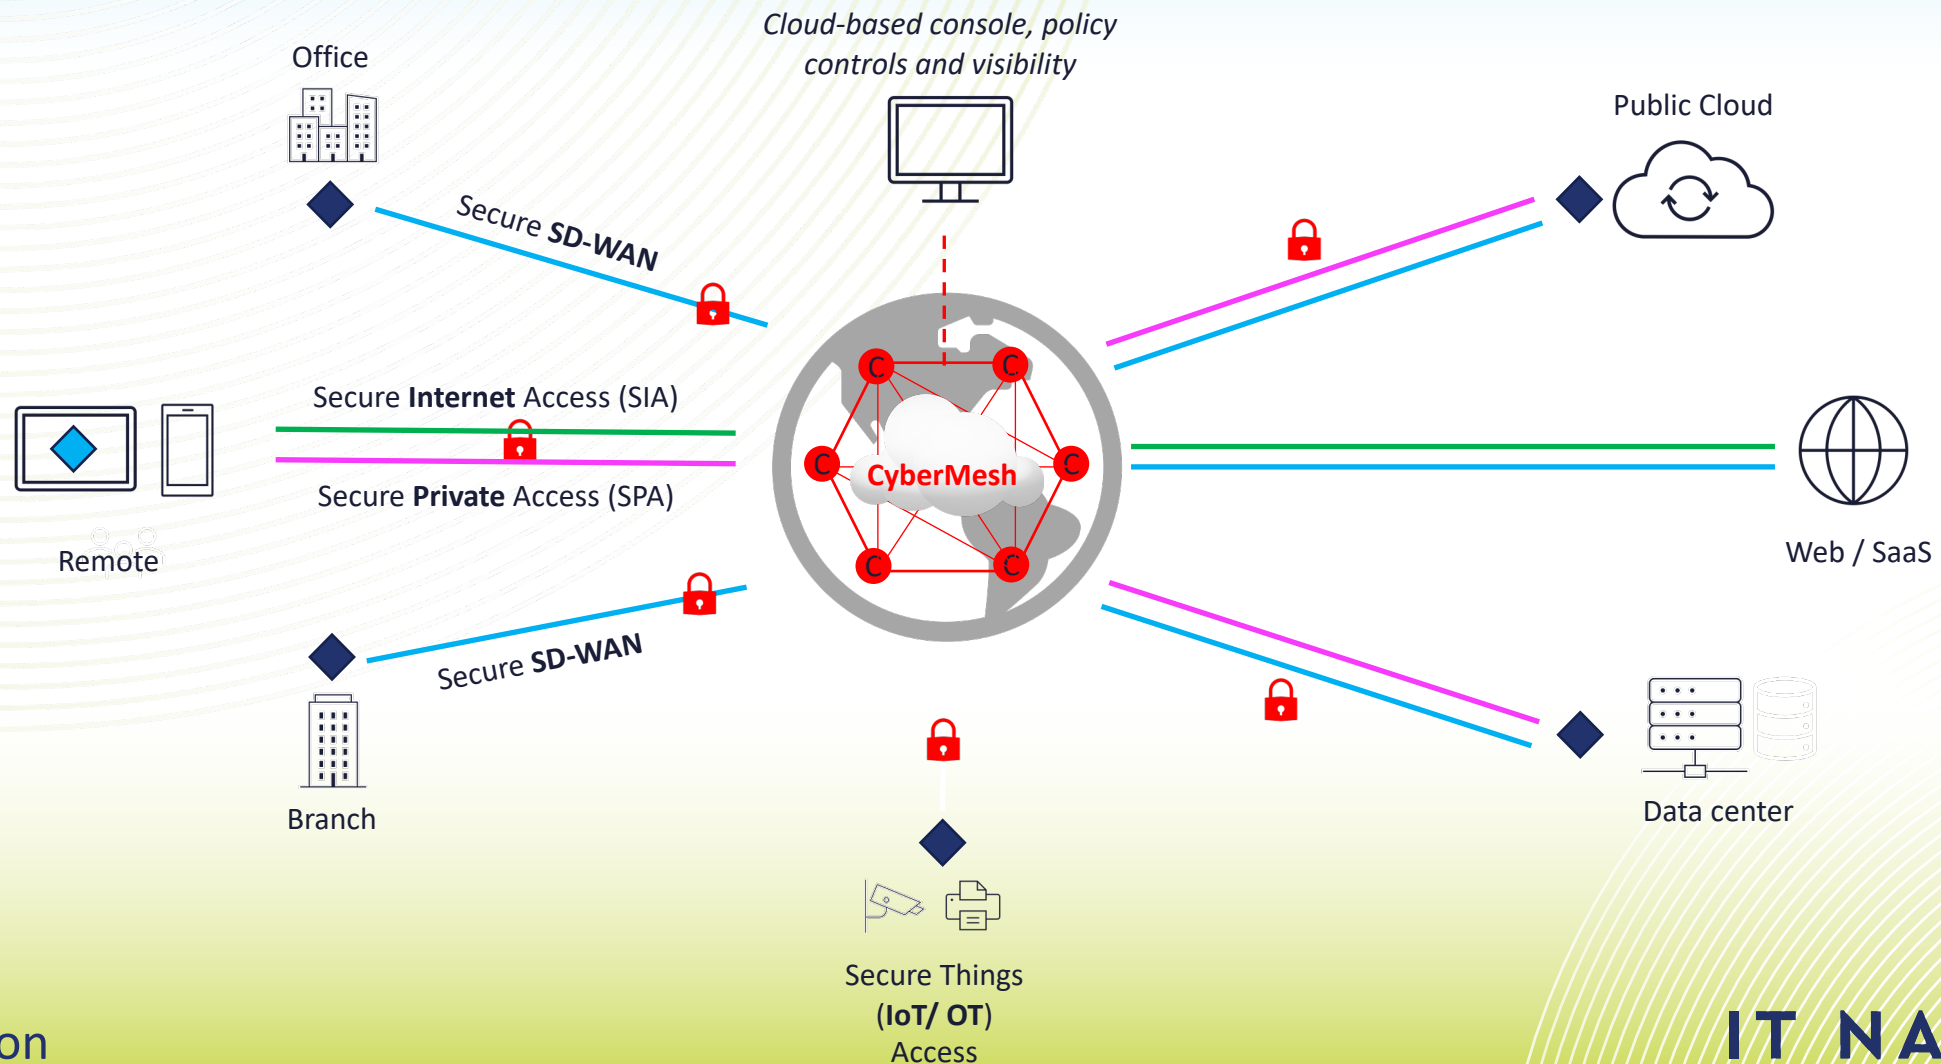 Cloud-based console, policy
controls and visibility
Office
Public Cloud
Secure SD-WAN
Secure Internet Access (SIA)
Secure Private Access (SPA)
Remote
C
C
C
C
C
C
CyberMesh
Web / SaaS
Secure SD-WAN
Branch
Data center
Secure Things
(IoT/ OT)
Access
on
IT NA